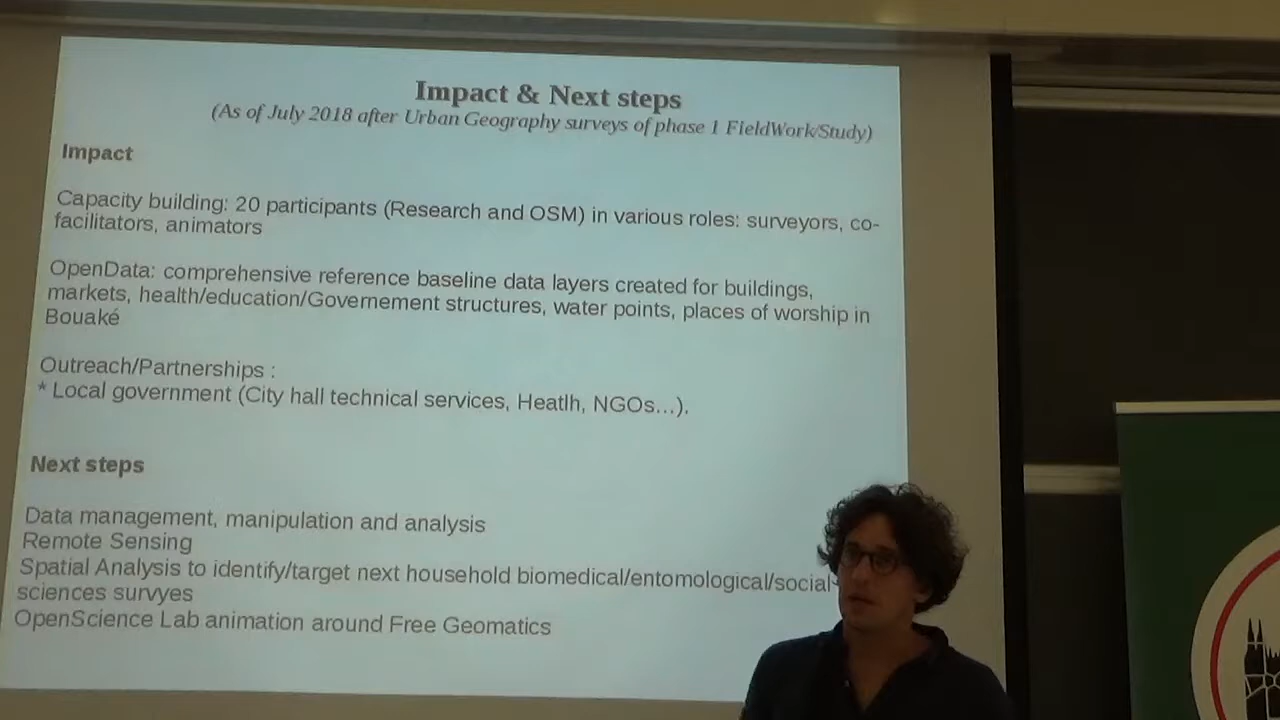 Impact & Next steps
(As of July 2018 after Urban Geography surveys of phase 1 FieldWork/Study)
Impact
Capacity building: 20 participants (Research and OSM) in various roles: surveyors, co-
facilitators, animators
OpenData: comprehensive reference baseline data layers created for buildings,
markets, health/education/Governement structures, water points, places of worship in
Bouaké
Outreach/Partnerships :
* Local government (City hall technical services, Heatlh, NGOs...).
Next steps
Data management, manipulation and analysis
Remote Sensing
Spatial Analysis to identify/target next household biomedical/entomological/social-
sciences survyes
OpenScience Lab animation around Free Geomatics